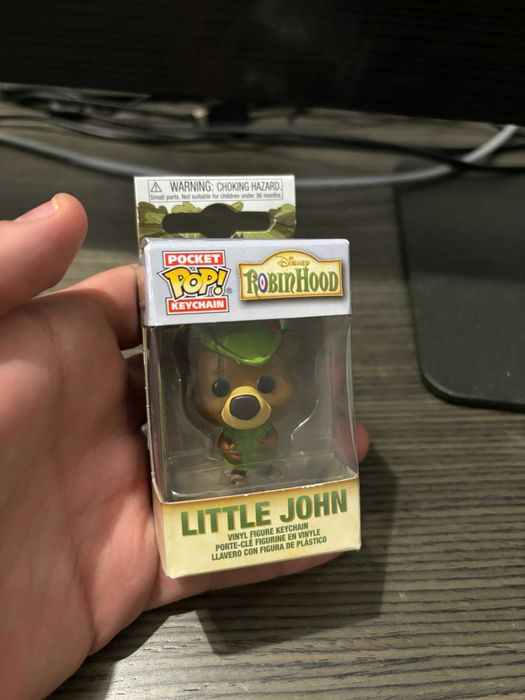 WARNING: CHOKING HAZARD.
Small parts. Not suitable for children under 36 months.
POCKET
POP!®
KEYCHAIN
Disney
ROBIN HOOD
LITTLE JOHN
VINYL FIGURE KEYCHAIN
PORTE-CLÉ FIGURINE EN VINYLE
LLAVERO CON FIGURA DE PLÁSTICO